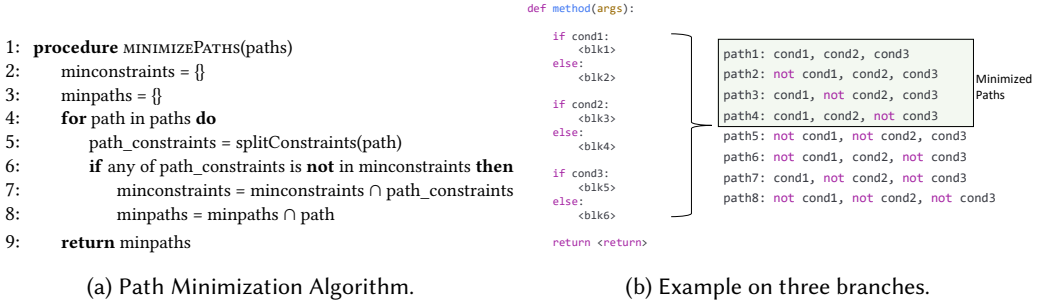 1: procedure MINIMIZEPATHS(paths)
2: minconstraints = {}
3: minpaths = {}
4: for path in paths do
5: path_constraints = splitConstraints(path)
6: if any of path_constraints is not in minconstraints then
7: minconstraints = minconstraints ∩ path_constraints
8: minpaths = minpaths ∩ path
9: return minpaths
(a) Path Minimization Algorithm.
def method(args):
if cond1:
<blk1>
else:
<blk2>
if cond2:
<blk3>
else:
<blk4>
if cond3:
<blk5>
else:
<blk6>
return <return>
path1: cond1, cond2, cond3
path2: not cond1, cond2, cond3
path3: cond1, not cond2, cond3
path4: cond1, cond2, not cond3
path5: not cond1, not cond2, cond3
path6: not cond1, cond2, not cond3
path7: cond1, not cond2, not cond3
path8: not cond1, not cond2, not cond3
Minimized
Paths
(b) Example on three branches.